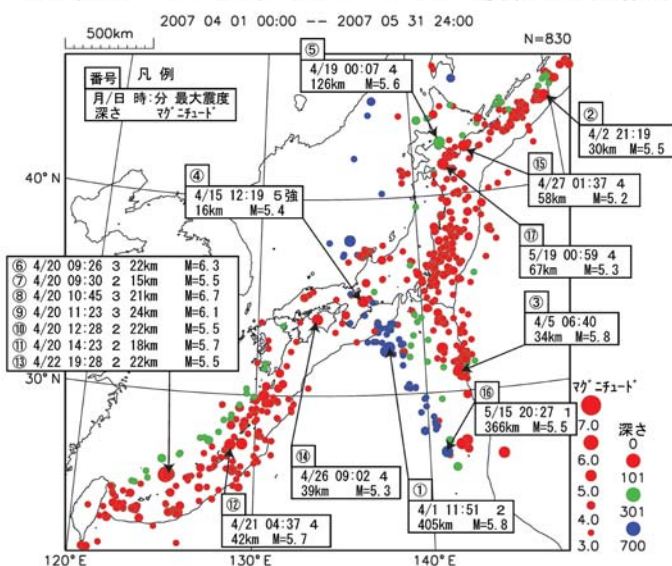 2007 04 01 00:00 -- 2007 05 31 24:00
500km
N=830
番号 凡 例
月/日 時:分 最大震度
深さ マグニチュード
⑤
4/19 00:07 4
126km M=5.6
②
4/2 21:19
30km M=5.5
④
4/15 12:19 5強
16km M=5.4
⑮
4/27 01:37 4
58km M=5.2
⑰
5/19 00:59 4
67km M=5.3
⑥ 4/20 09:26 3 22km M=6.3
⑦ 4/20 09:30 2 15km M=5.5
⑧ 4/20 10:45 3 21km M=6.7
⑨ 4/20 11:23 3 24km M=6.1
⑩ 4/20 12:28 2 22km M=5.5
⑪ 4/20 14:23 2 18km M=5.7
⑬ 4/22 19:28 2 22km M=5.5
③
4/5 06:40
34km M=5.8
⑯
5/15 20:27 1
366km M=5.5
⑭
4/26 09:02 4
39km M=5.3
①
4/1 11:51 2
405km M=5.8
⑫
4/21 04:37 4
42km M=5.7
マグニチュード
7.0
6.0
5.0
4.0
3.0
深さ
0
101
301
700
40°N
30°N
120°E
130°E
140°E